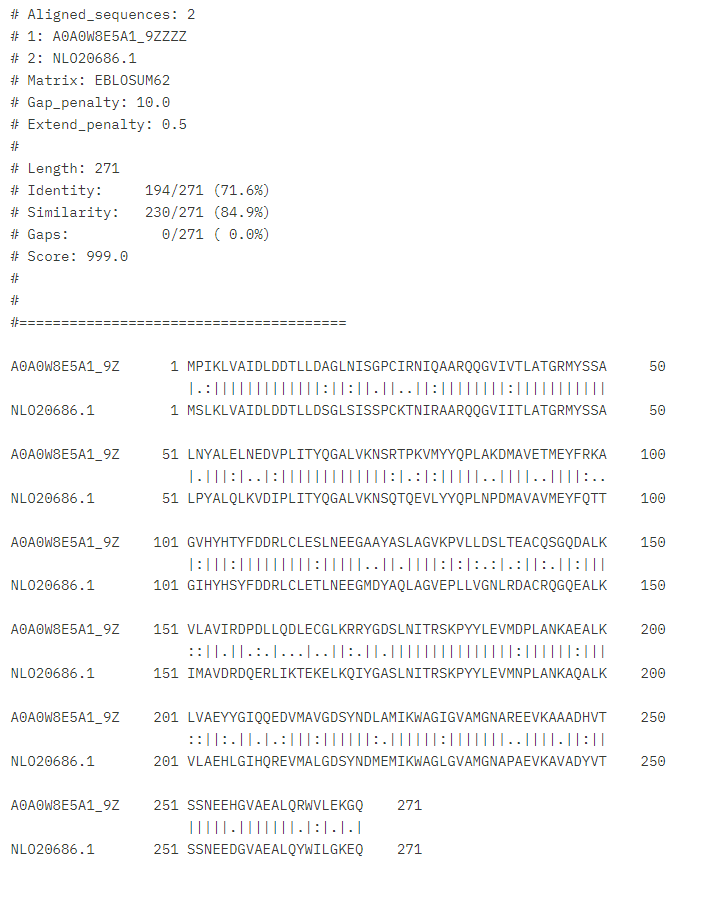 # Aligned_sequences: 2
# 1: A0A0W8E5A1_9ZZZZ
# 2: NLO20686.1
# Matrix: EBLOSUM62
# Gap_penalty: 10.0
# Extend_penalty: 0.5
#
# Length: 271
# Identity:     194/271 (71.6%)
# Similarity:   230/271 (84.9%)
# Gaps:           0/271 ( 0.0%)
# Score: 999.0
#
#
#=======================================
A0A0W8E5A1_9Z      1 MPIKLVAIDLDDTLLDAGLNISGPCIRNIQAARQQGVIVTLATGRMYSSA     50
                     |.:|||||||||||||:||:||.||..||:||||||||:|||||||||||
NLO20686.1         1 MSLKLVAIDLDDTLLDSGLSISSPCKTNIRAARQQGVIITLATGRMYSSA     50
A0A0W8E5A1_9Z     51 LNYALELNEDVPLITYQGALVKNSRTPKVMYYQPLAKDMAVETMEYFRKA    100
                     |.|||:|..|:|||||||||||||:|.|:|:|||||..||||..||||:..
NLO20686.1        51 LPYALQLKVDIPLITYQGALVKNSQTQEVLYYQPLNPDMAVAVMEYFQTT    100
A0A0W8E5A1_9Z    101 GVHYHTYFDDRLCLESLNEEGAAYASLAGVKPVLLDSLTEACQSGQDALK    150
                     |:|||:|||||||||:|||||..||.||||:|:|:.:|.:||:.||:|||
NLO20686.1       101 GIHYHSYFDDRLCLETLNEEGMDYAQLAGVEPLLVGNLRDACRQGQEALK    150
A0A0W8E5A1_9Z    151 VLAVIRDPDLLQDLECGLKRRYGDSLNITRSKPYYLEVMDPLANKAEALK    200
                     ::||.||.:.|...|..||:.||.|||||||||||||||:||||||:|||
NLO20686.1       151 IMAVDRDQERLIKTEKELKQIYGASLNITRSKPYYLEVMNPLANKAQALK    200
A0A0W8E5A1_9Z    201 LVAEYYGIQQEDVMAVGDSYNDLAMIKWAGIGVAMGNAREEVKAAADHVT    250
                     ::||:.||.|.:|||:||||||:.||||||:|||||||..||||.||:||
NLO20686.1       201 VLAEHLGIHQREVMALGDSYNDMEMIKWAGLGVAMGNAPAEVKAVADYVT    250
A0A0W8E5A1_9Z    251 SSNEEHGVAEALQRWVLEKGQ    271
                     |||||.|||||||.|:|.|.|
NLO20686.1       251 SSNEEDGVAEALQYWILGKEQ    271